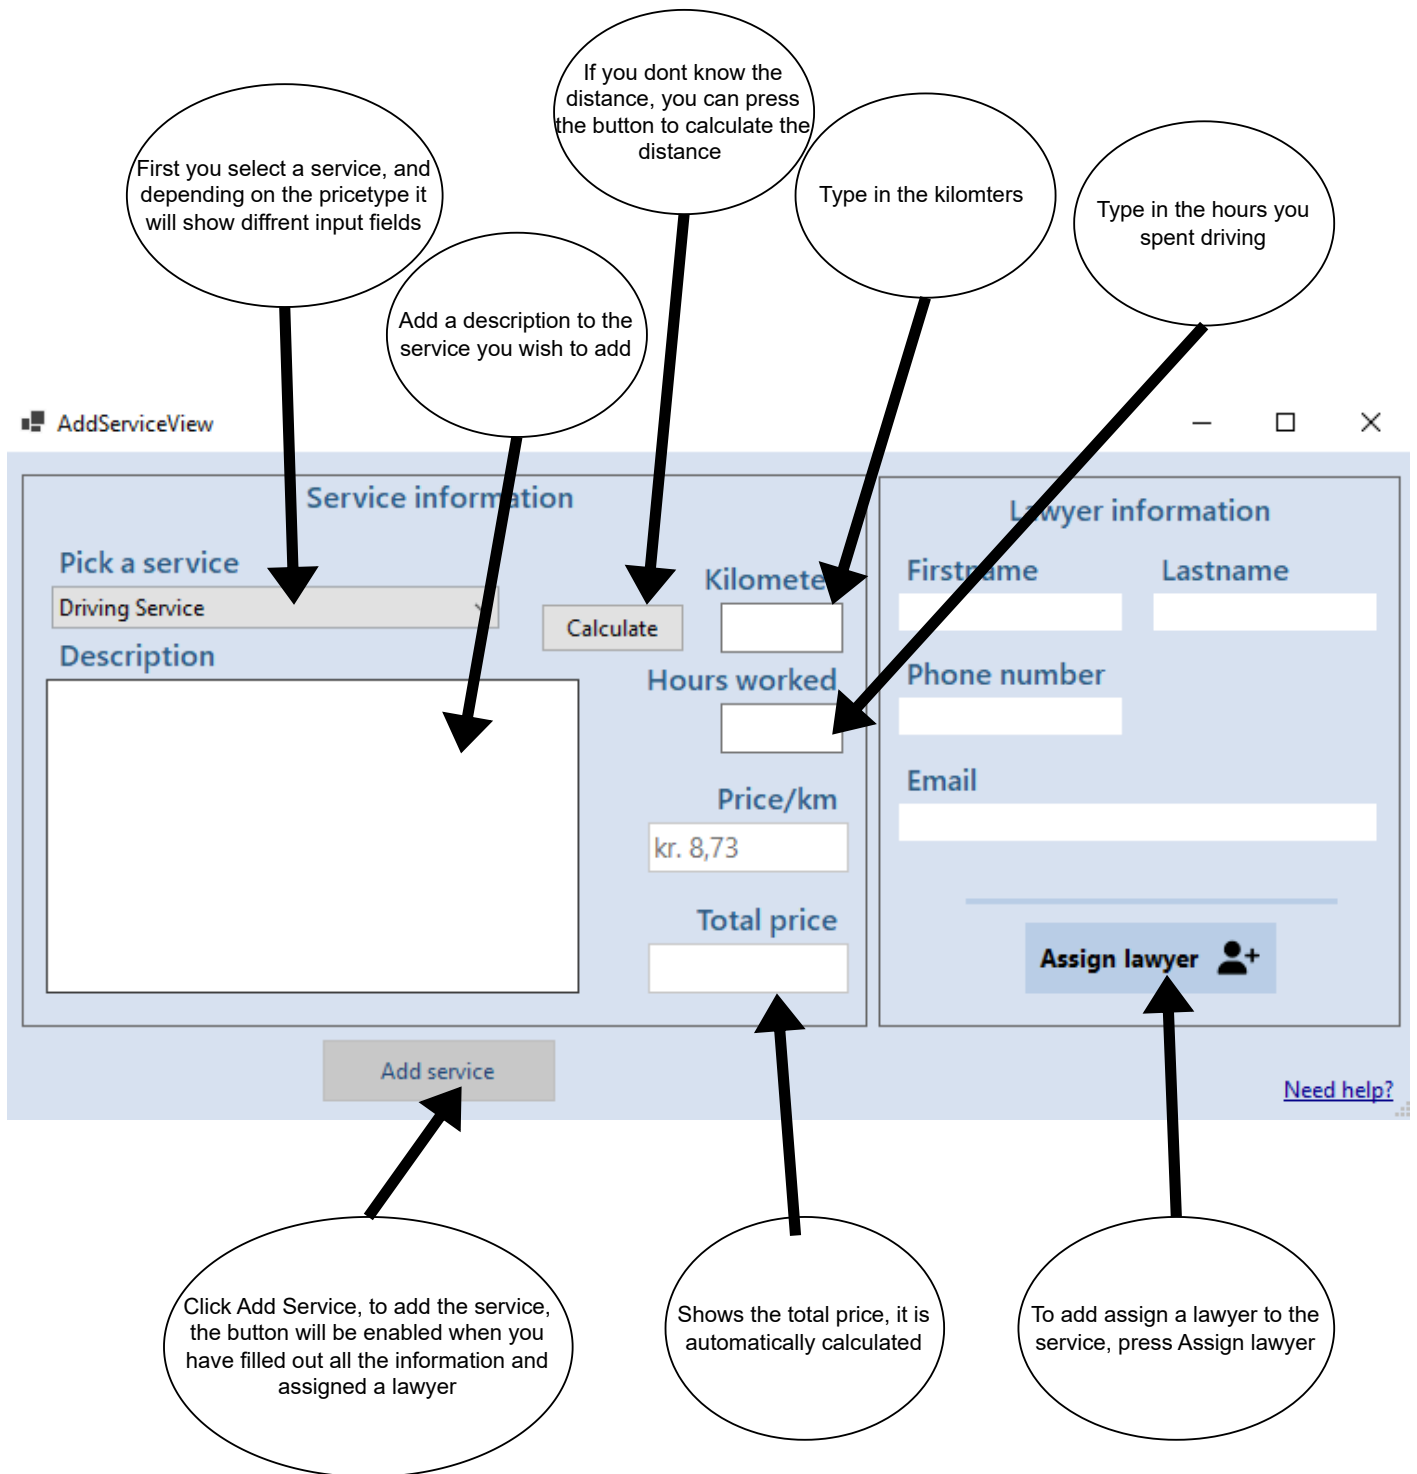 If you dont know the
distance, you can press
the button to calculate the
distance
First you select a service, and
depending on the pricetype it
will show diffrent input fields
Type in the kilomters
Type in the hours you
spent driving
Add a description to the
service you wish to add
AddServiceView
Service information
Pick a service
Driving Service
Description
Calculate
Kilomete
Hours worked
Price/km
kr. 8,73
Total price
Lawyer information
Firstname
Lastname
Phone number
Email
Assign lawyer
Add service
Need help?
Click Add Service, to add the service,
the button will be enabled when you
have filled out all the information and
assigned a lawyer
Shows the total price, it is
automatically calculated
To add assign a lawyer to the
service, press Assign lawyer